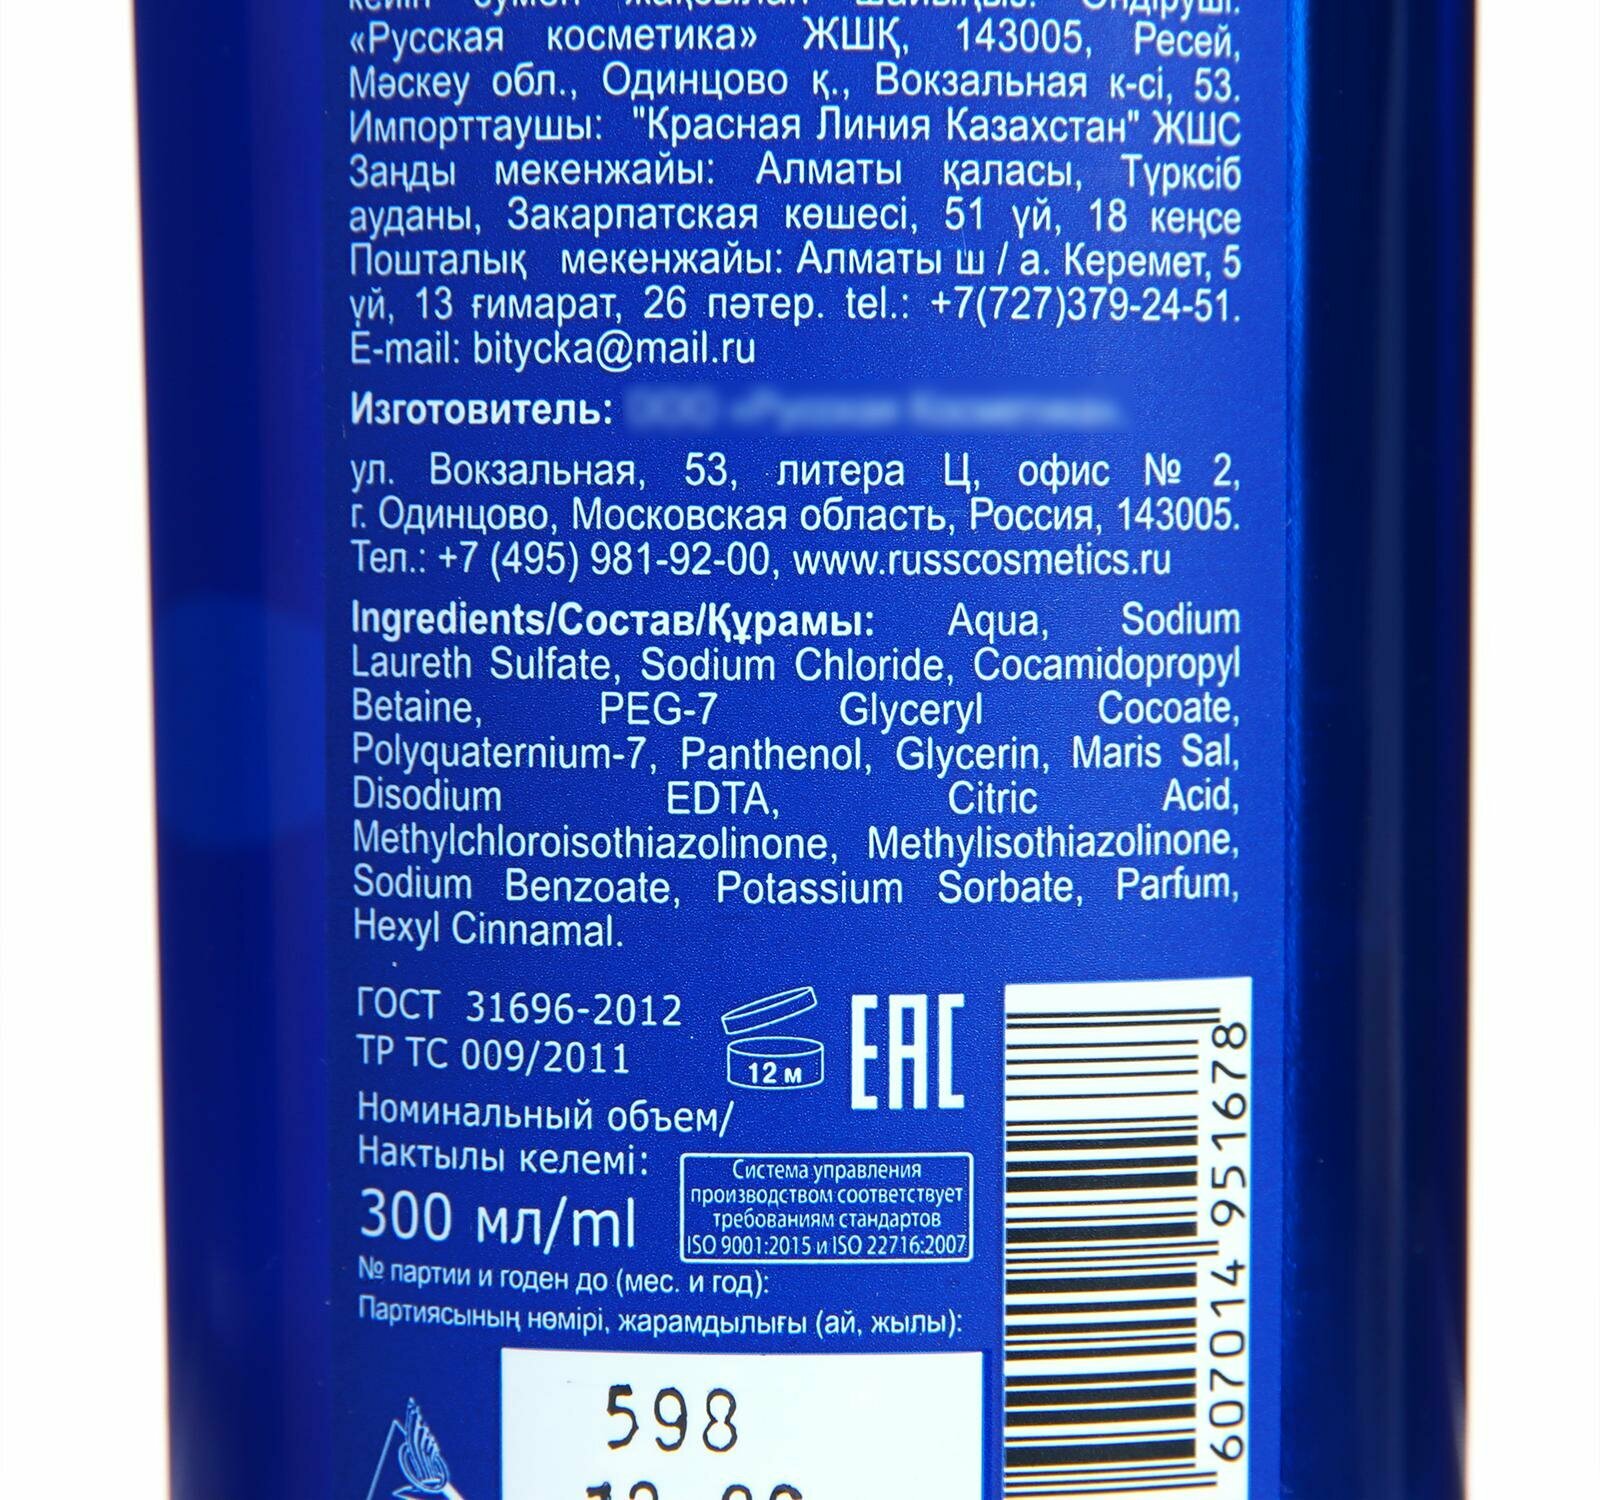 «Русская косметика» ЖШҚ, 143005, Ресей,
Мәскеу обл., Одинцово қ., Вокзальная к-сі, 53.
Импорттаушы: "Красная Линия Казахстан" ЖШС
Заңды мекенжайы: Алматы қаласы, Түрксіб
ауданы, Закарпатская көшесі, 51 үй, 18 кеңсе
Пошталық мекенжайы: Алматы ш / а. Керемет, 5
үй, 13 ғимарат, 26 пәтер. tel.: +7(727)379-24-51.
E-mail: bitycka@mail.ru
Изготовитель:
ул. Вокзальная, 53, литера Ц, офис № 2,
г. Одинцово, Московская область, Россия, 143005.
Тел.: +7 (495) 981-92-00, www.russcosmetics.ru
Ingredients/Состав/Құрамы: Aqua, Sodium
Laureth Sulfate, Sodium Chloride, Cocamidopropyl
Betaine, PEG-7 Glyceryl Cocoate,
Polyquaternium-7, Panthenol, Glycerin, Maris Sal,
Disodium EDTA, Citric Acid,
Methylchloroisothiazolinone, Methylisothiazolinone,
Sodium Benzoate, Potassium Sorbate, Parfum,
Hexyl Cinnamal.
ГОСТ 31696-2012
ТР ТС 009/2011
12 м
EAC
Номинальный объем/
Нақтылы келемі:
300 мл/ml
Система управления
производством соответствует
требованиям стандартов
ISO 9001:2015 и ISO 22716:2007
№ партии и годен до (мес. и год):
Партиясының нөмірі, жарамдылығы (ай, жылы):
598
607014 951678